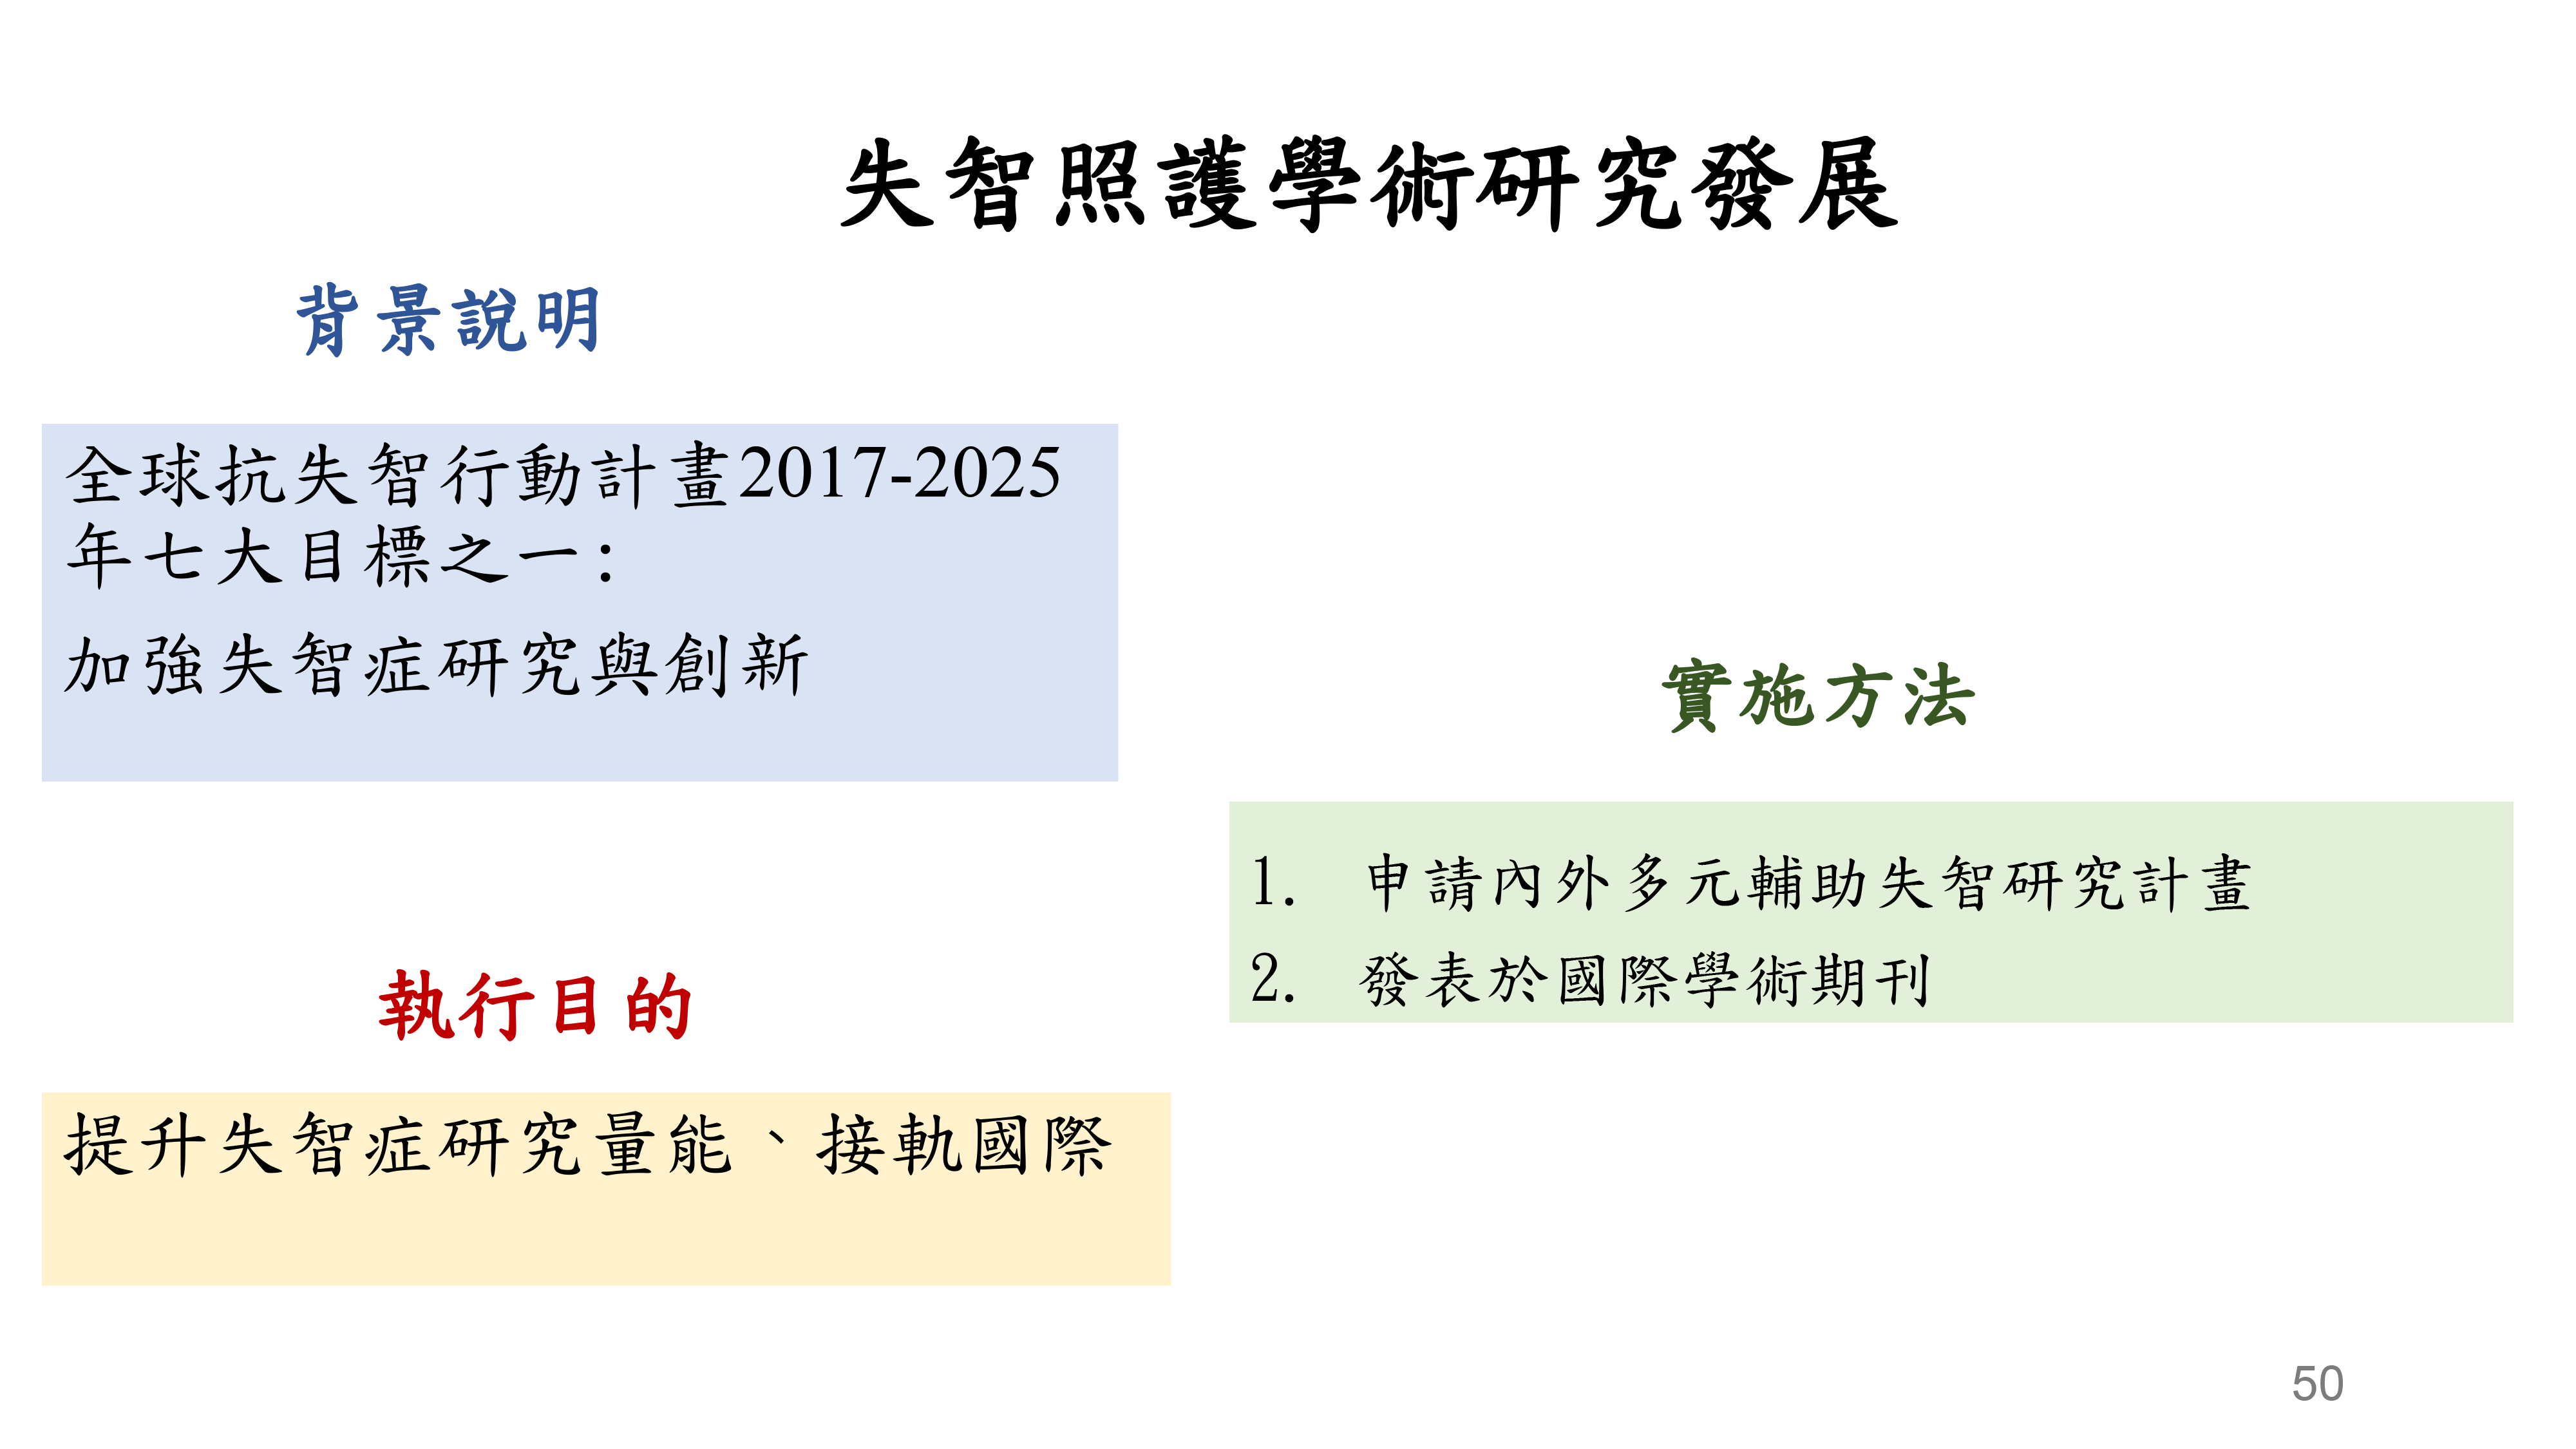 失智照護學術研究發展
背景說明
全球抗失智行動計畫2017-2025
年七大目標之一:
加強失智症研究與創新
執行目的
提升失智症研究量能、接軌國際
實施方法
1. 申請內外多元輔助失智研究計畫
2. 發表於國際學術期刊
50